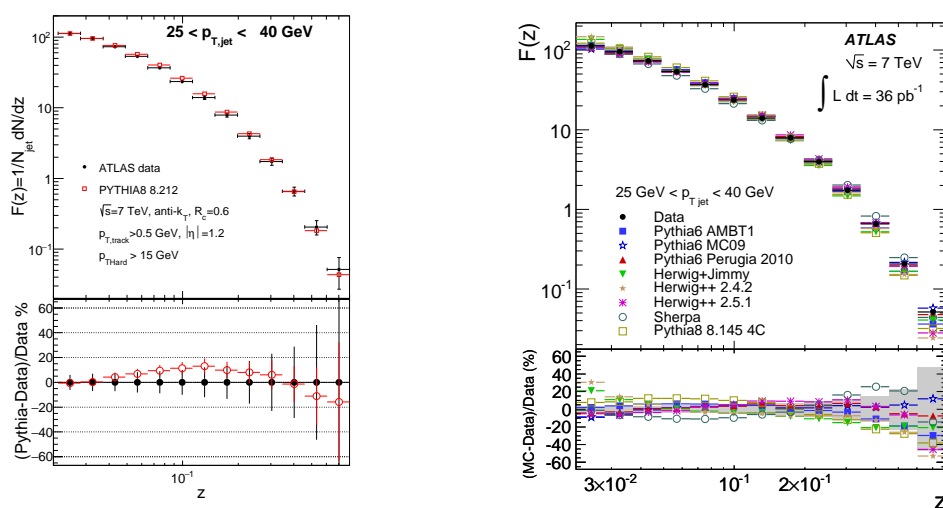 25 < p_T,jet < 40 GeV
F(z)=1/N_jet dN/dz
10²
10
1
10⁻¹
ATLAS data
PYTHIA8 8.212
√s=7 TeV, anti-k_T, R_c=0.6
p_T,track>0.5 GeV, |η|=1.2
p_THard > 15 GeV
(Pythia-Data)/Data %
60
40
20
0
−20
−40
−60
10⁻¹
z
F(z)
10²
10
1
10⁻¹
ATLAS
√s = 7 TeV
∫ L dt = 36 pb⁻¹
25 GeV < p_T jet < 40 GeV
Data
Pythia6 AMBT1
Pythia6 MC09
Pythia6 Perugia 2010
Herwig+Jimmy
Herwig++ 2.4.2
Herwig++ 2.5.1
Sherpa
Pythia8 8.145 4C
(MC-Data)/Data (%)
60
40
20
0
-20
-40
-60
3×10⁻²
10⁻¹
2×10⁻¹
z